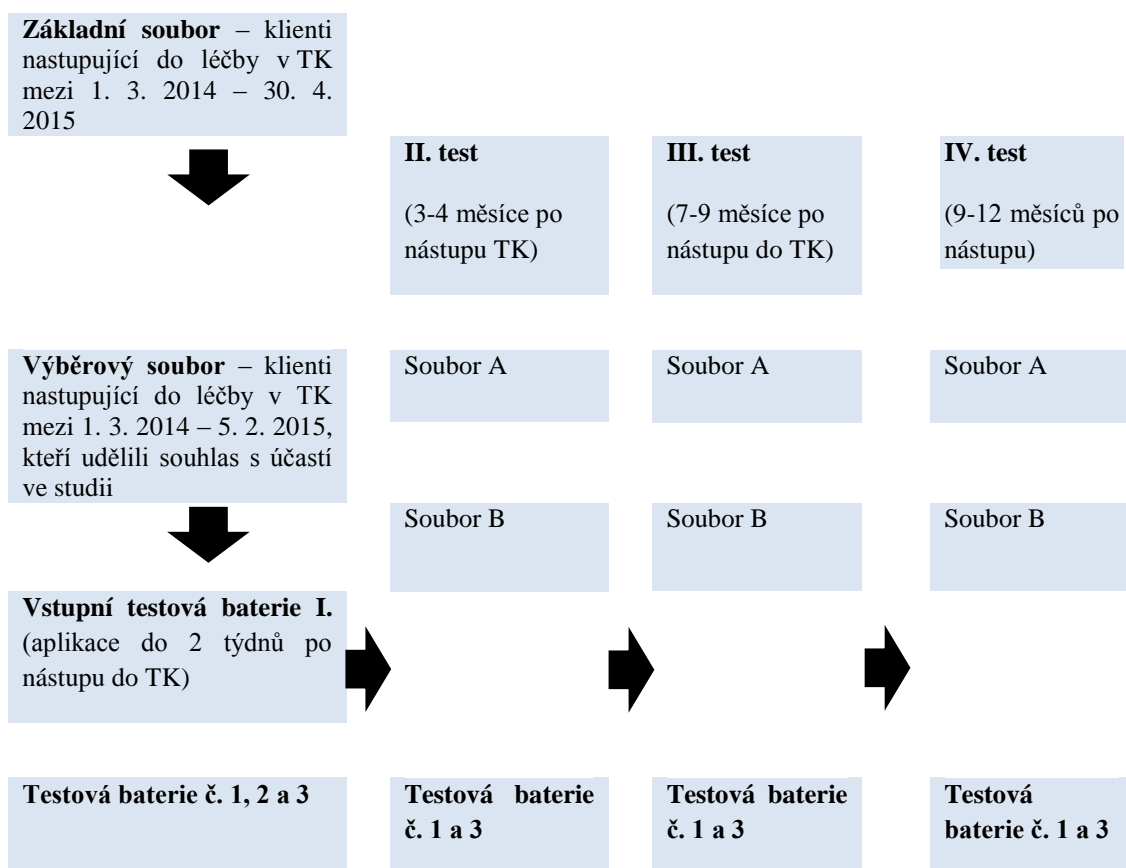 Základní soubor – klienti
nastupující do léčby v TK
mezi 1. 3. 2014 – 30. 4.
2015
II. test
(3-4 měsíce po
nástupu TK)
III. test
(7-9 měsíce po
nástupu do TK)
IV. test
(9-12 měsíců po
nástupu)
Výběrový soubor – klienti
nastupující do léčby v TK
mezi 1. 3. 2014 – 5. 2. 2015,
kteří udělili souhlas s účastí
ve studii
Soubor A
Soubor A
Soubor A
Soubor B
Soubor B
Soubor B
Vstupní testová baterie I.
(aplikace do 2 týdnů po
nástupu do TK)
Testová baterie č. 1, 2 a 3
Testová baterie
č. 1 a 3
Testová baterie
č. 1 a 3
Testová
baterie č. 1 a 3